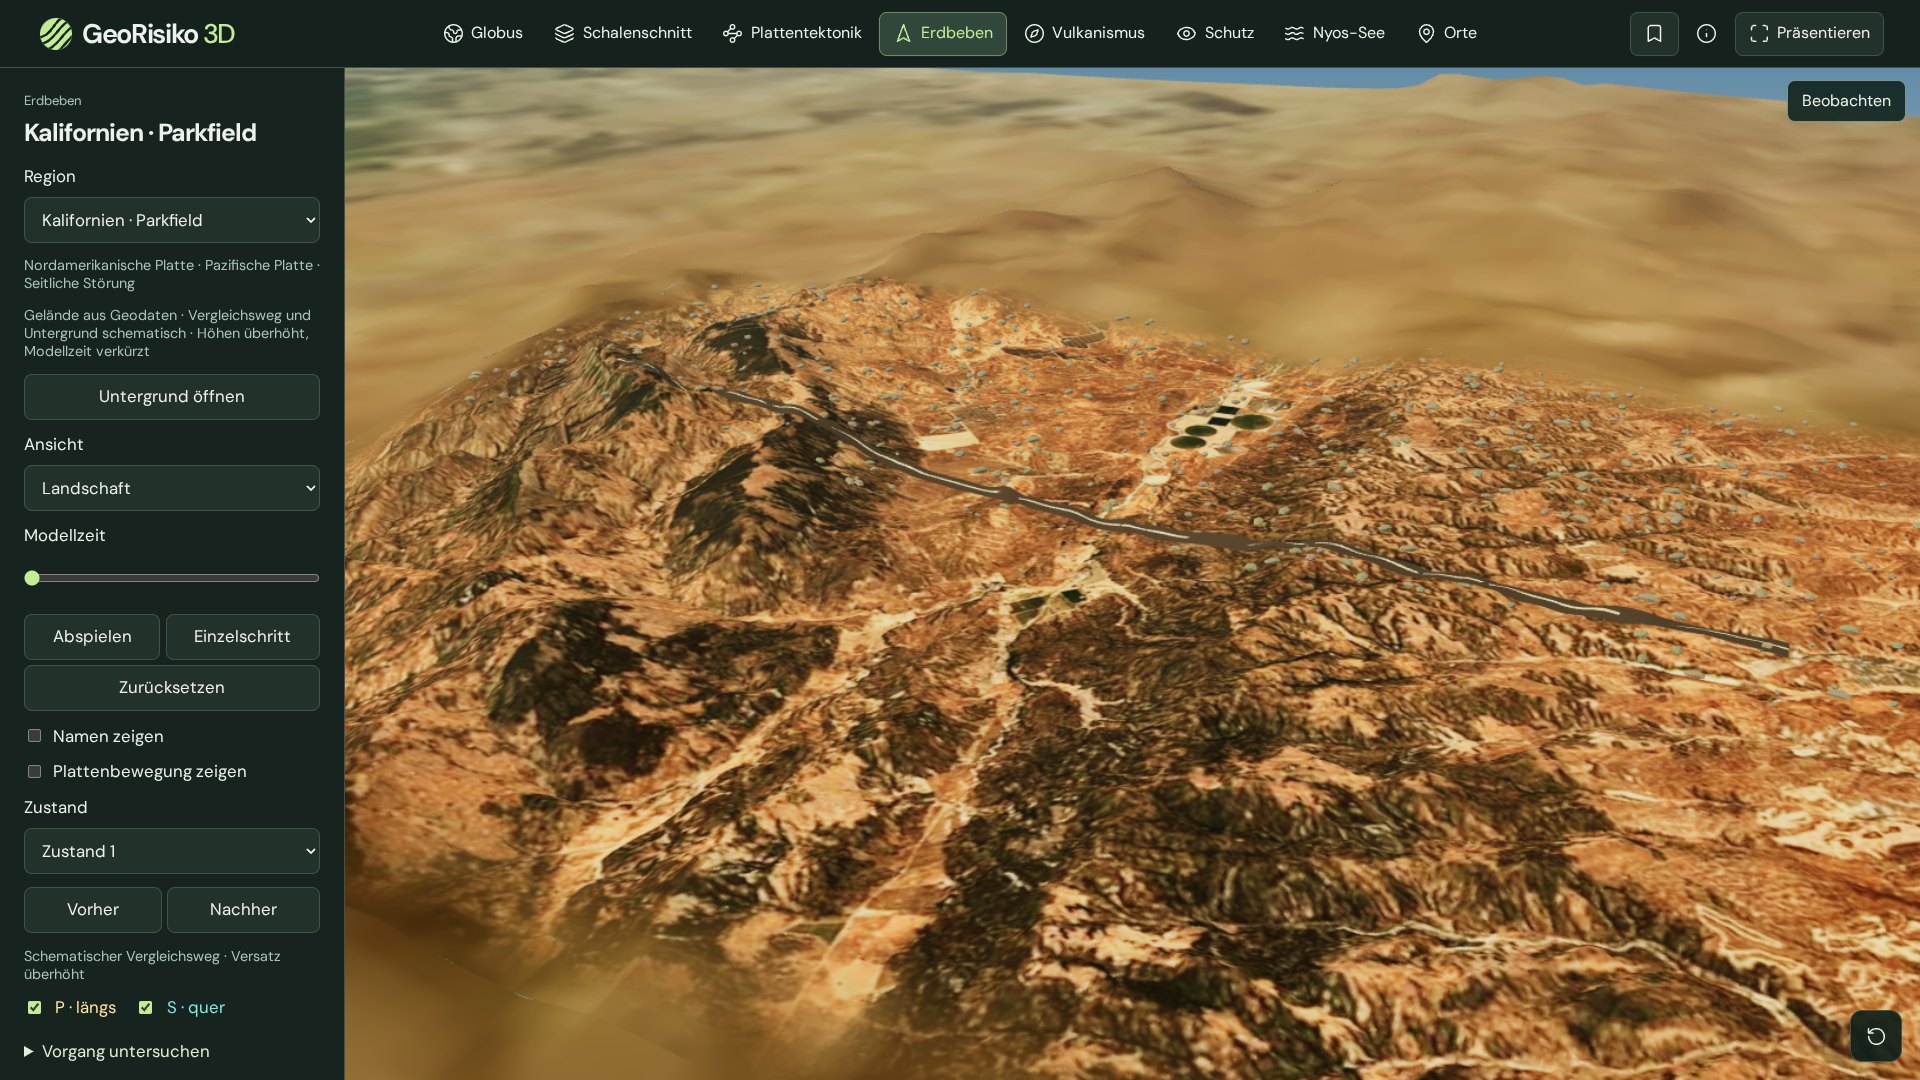 GeoRisiko 3D
Globus
Schalenschnitt
Plattentektonik
Erdbeben
Vulkanismus
Schutz
Nyos-See
Orte
Präsentieren
Erdbeben
Kalifornien · Parkfield
Region
Kalifornien · Parkfield
Nordamerikanische Platte · Pazifische Platte ·
Seitliche Störung
Gelände aus Geodaten · Vergleichsweg und
Untergrund schematisch · Höhen überhöht,
Modellzeit verkürzt
Untergrund öffnen
Ansicht
Landschaft
Modellzeit
Abspielen
Einzelschritt
Zurücksetzen
Namen zeigen
Plattenbewegung zeigen
Zustand
Zustand 1
Vorher
Nachher
Schematischer Vergleichsweg · Versatz
überhöht
P · längs
S · quer
Vorgang untersuchen
Beobachten